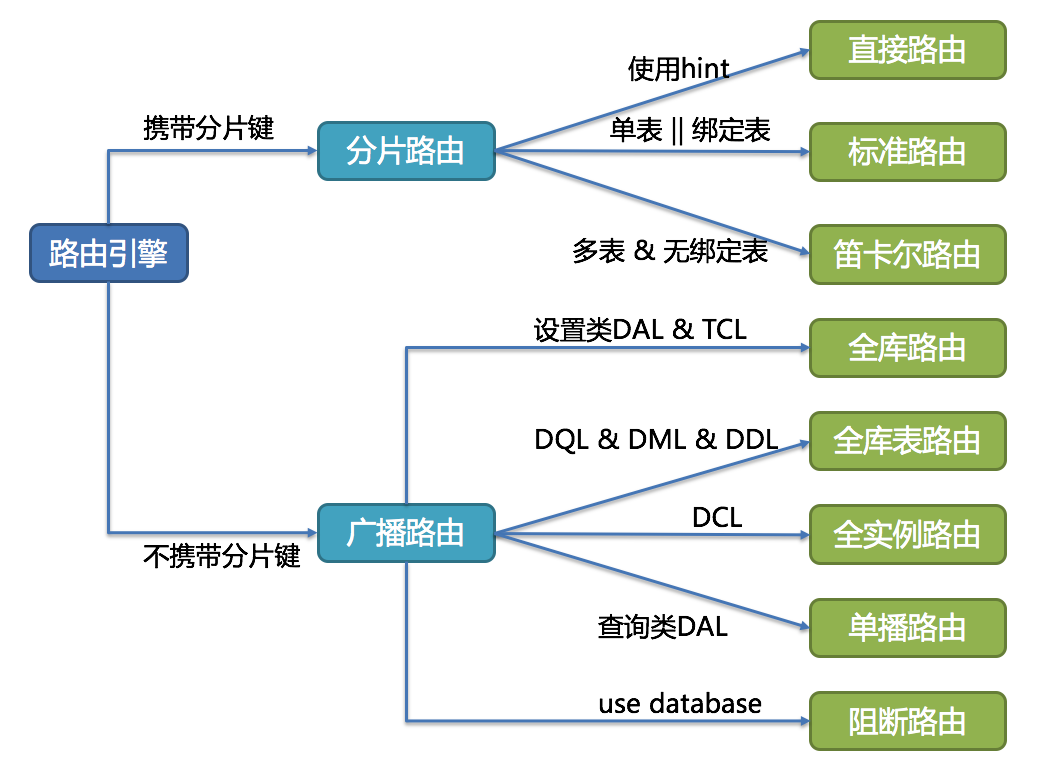 直接路由
使用hint
携带分片键
单表 || 绑定表
分片路由
标准路由
路由引擎
多表 & 无绑定表
笛卡尔路由
设置类DAL & TCL
全库路由
DQL & DML & DDL
全库表路由
DCL
广播路由
全实例路由
不携带分片键
查询类DAL
单播路由
use database
阻断路由